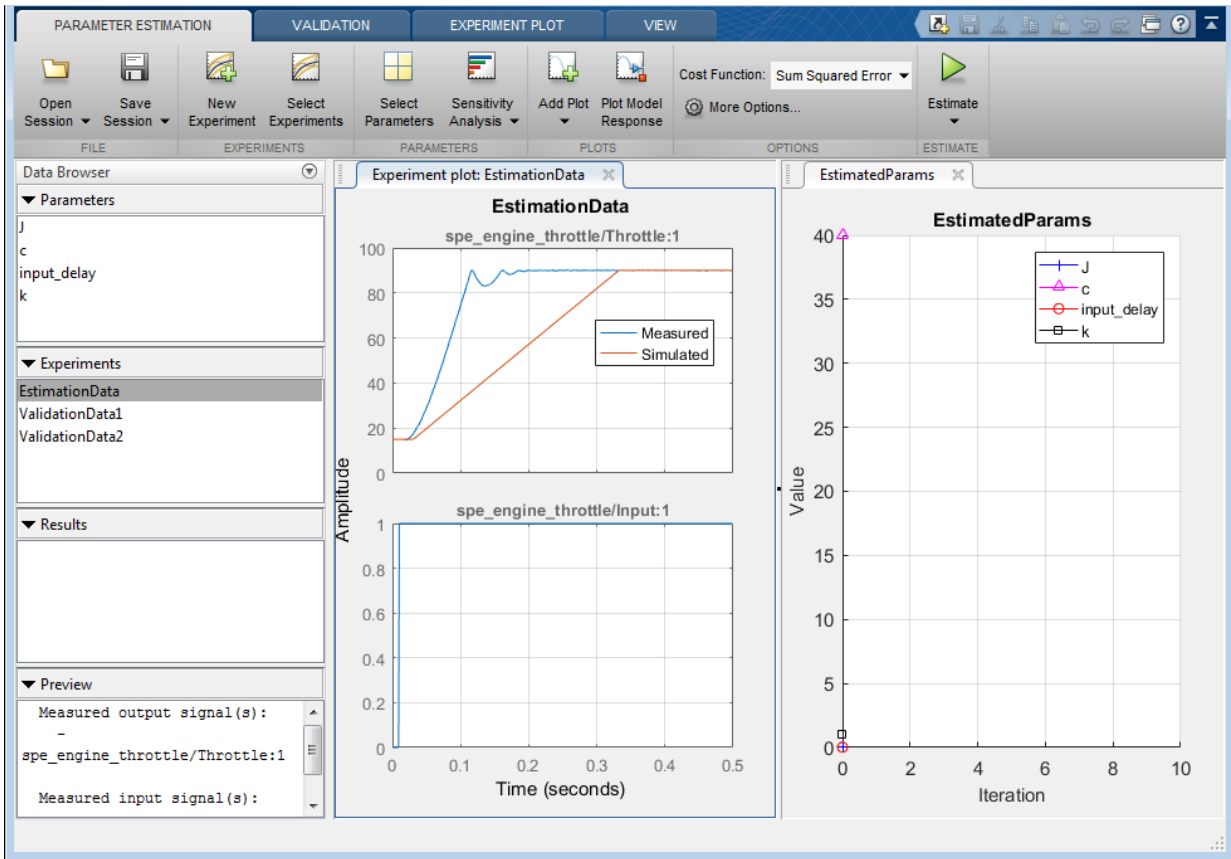 PARAMETER ESTIMATION VALIDATION EXPERIMENT PLOT VIEW
Open Session Save Session New Experiment Select Experiments Select Parameters Sensitivity Analysis Add Plot Plot Model Response Cost Function: Sum Squared Error More Options... Estimate
FILE EXPERIMENTS PARAMETERS PLOTS OPTIONS ESTIMATE
Data Browser
Parameters
J
c
input_delay
k
Experiments
EstimationData
ValidationData1
ValidationData2
Results
Preview
Measured output signal(s):
-
spe_engine_throttle/Throttle:1
Measured input signal(s):
Experiment plot: EstimationData
EstimationData
spe_engine_throttle/Throttle:1
100
80
60
40
20
0
Measured
Simulated
Amplitude
spe_engine_throttle/Input:1
1
0.8
0.6
0.4
0.2
0
0 0.1 0.2 0.3 0.4 0.5
Time (seconds)
EstimatedParams
EstimatedParams
40
35
30
25
20
15
10
5
0
J
c
input_delay
k
Value
0 2 4 6 8 10
Iteration